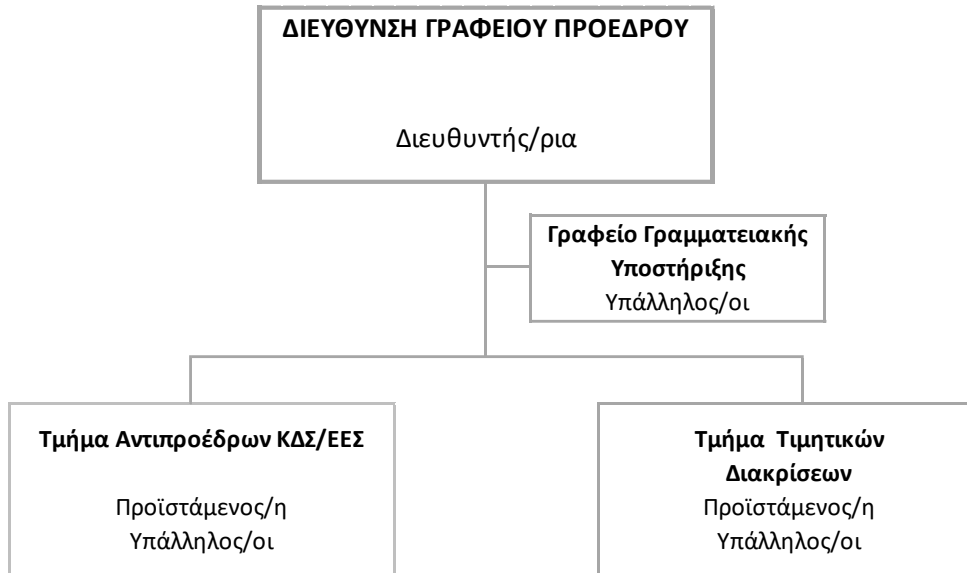 ΔΙΕΥΘΥΝΣΗ ΓΡΑΦΕΙΟΥ ΠΡΟΕΔΡΟΥ
Διευθυντής/ρια
Γραφείο Γραμματειακής
Υποστήριξης
Υπάλληλος/οι
Τμήμα Αντιπροέδρων ΚΔΣ/ΕΕΣ
Προϊστάμενος/η
Υπάλληλος/οι
Τμήμα Τιμητικών
Διακρίσεων
Προϊστάμενος/η
Υπάλληλος/οι